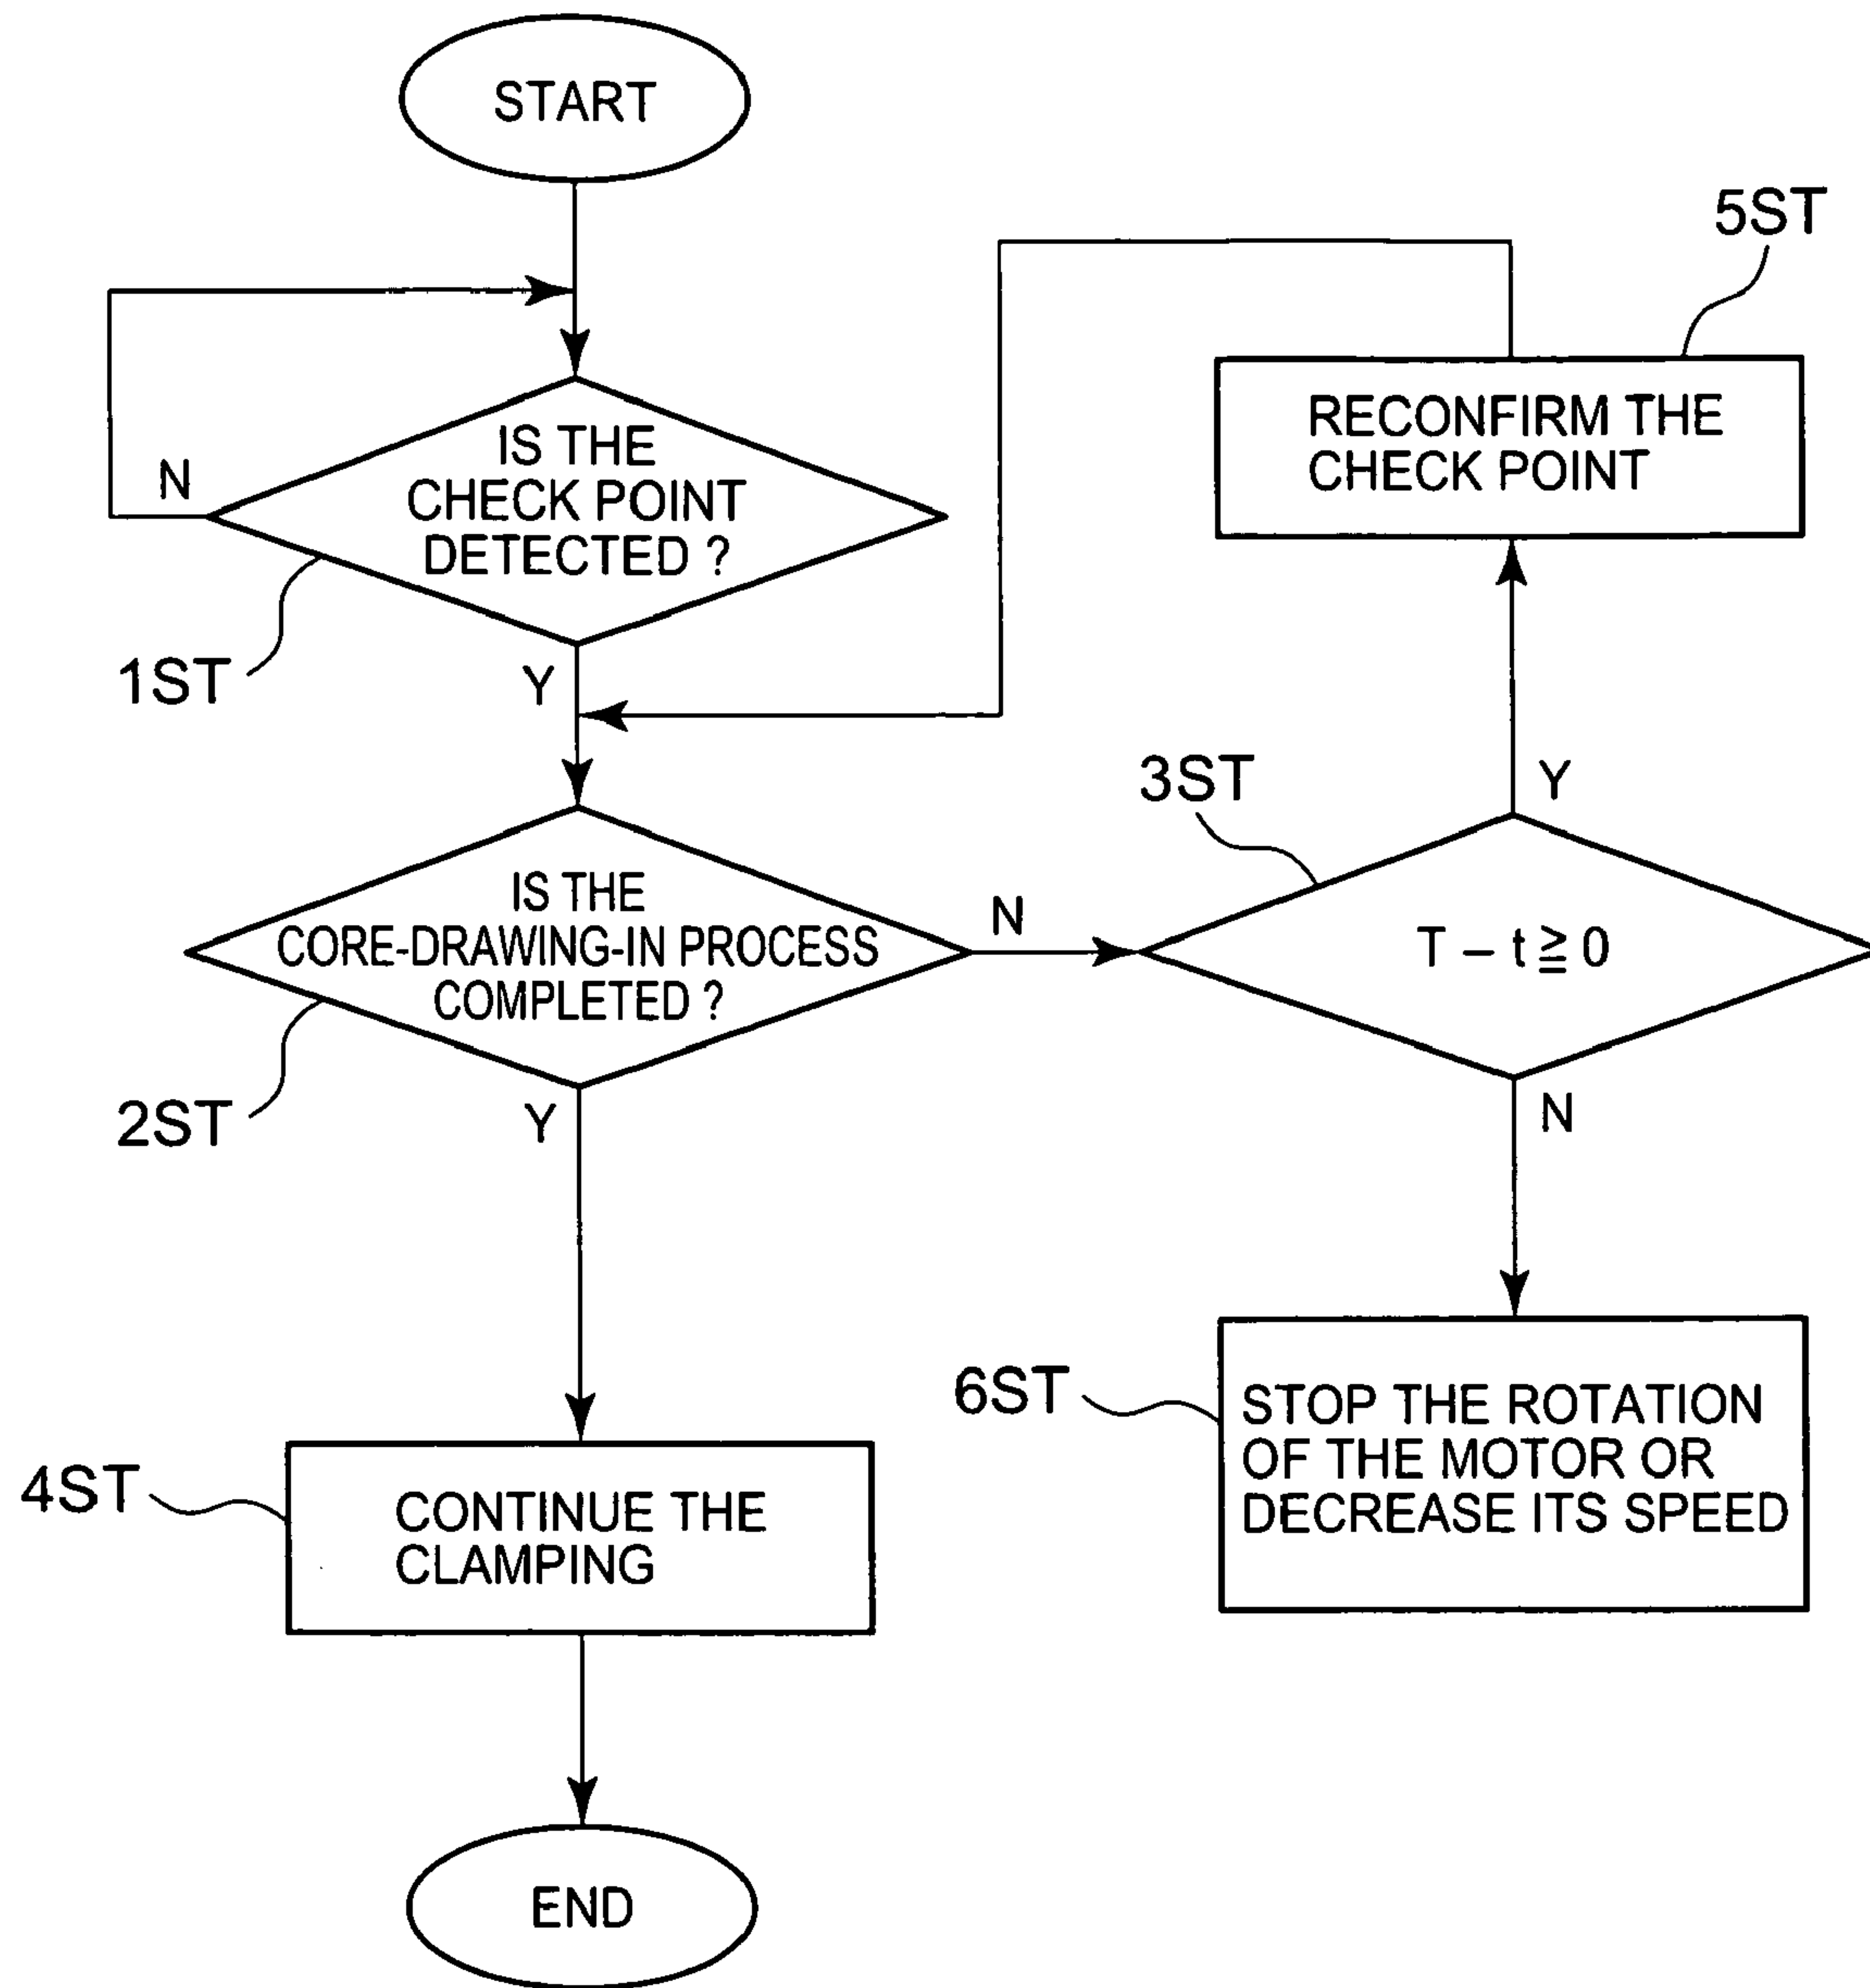 START
5ST
RECONFIRM THE
CHECK POINT
IS THE
CHECK POINT
DETECTED ?
N
1ST
Y
3ST
Y
IS THE
CORE-DRAWING-IN PROCESS
COMPLETED ?
N
T – t ≧ 0
2ST
Y
N
6ST
STOP THE ROTATION
OF THE MOTOR OR
DECREASE ITS SPEED
4ST
CONTINUE THE
CLAMPING
END